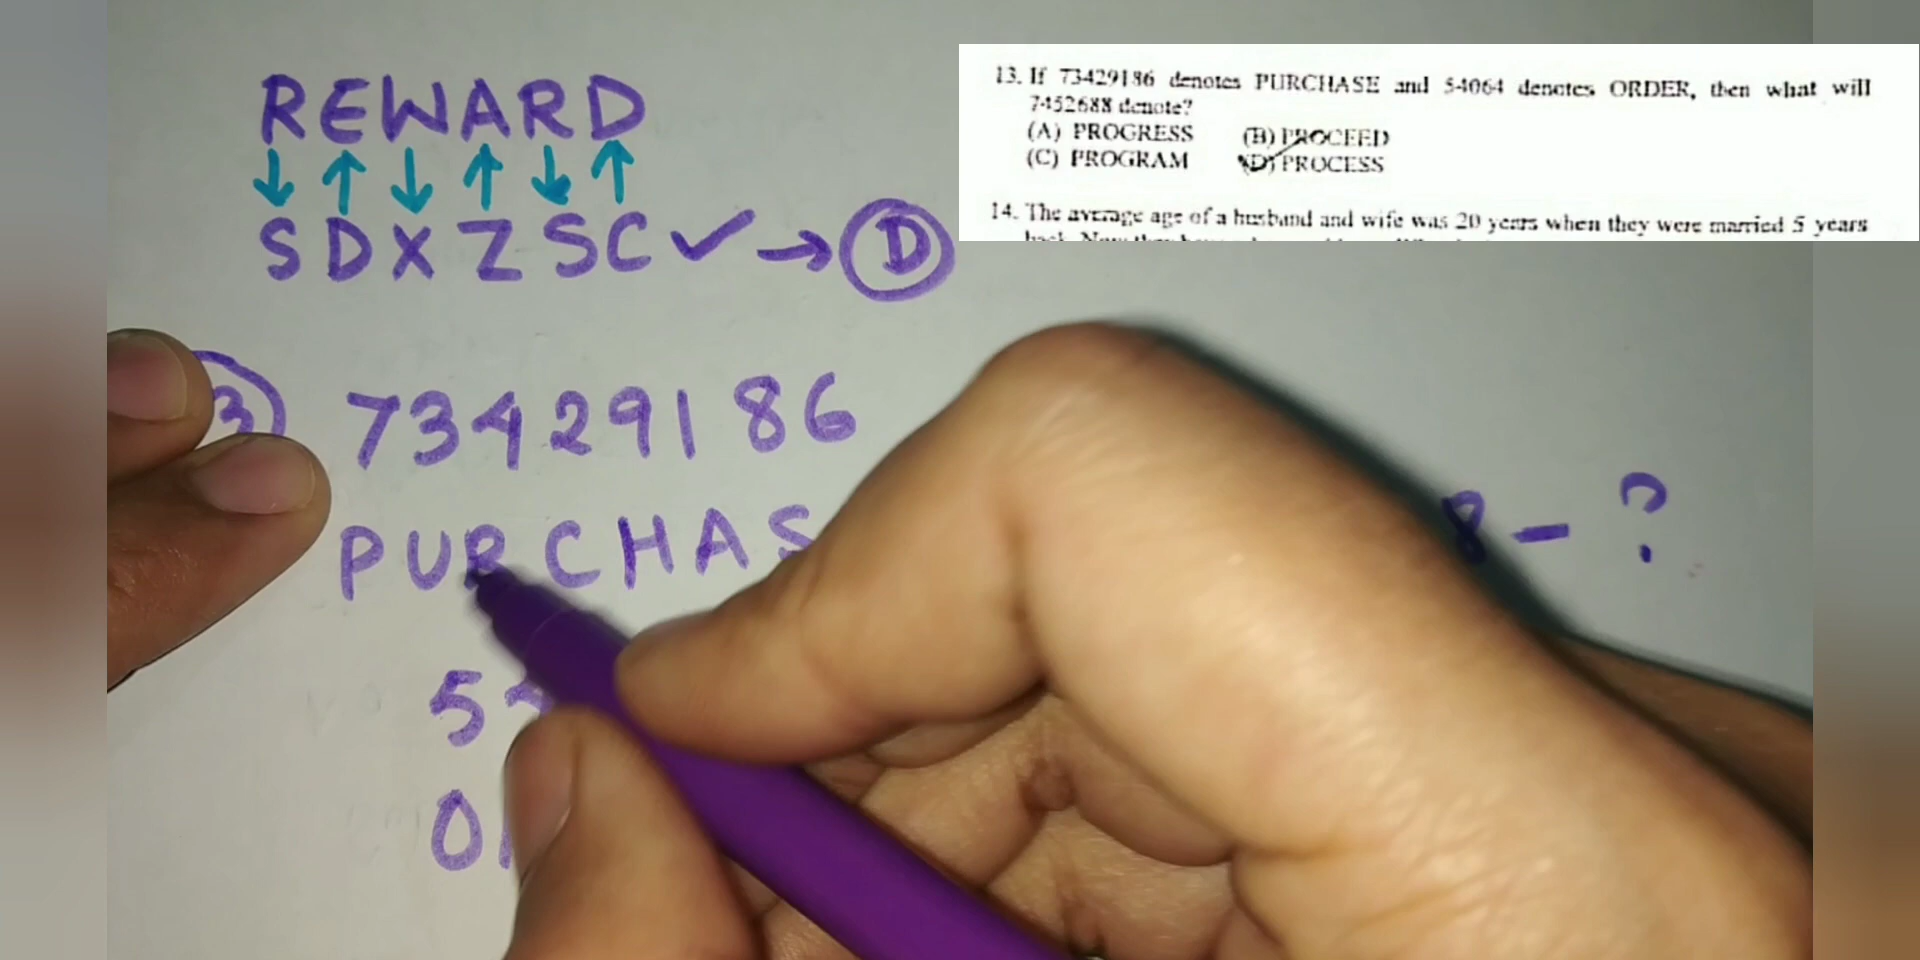 REWARD
SDXZSC ✓ → D
13. If 73429186 denotes PURCHASE and 54064 denotes ORDER, then what will
7452688 denote?
(A) PROGRESS (B) PROCEED
(C) PROGRAM (D) PROCESS
14. The average age of a husband and wife was 20 years when they were married 5 years
3 73429186
PURCHAS
8 - ?
5
O